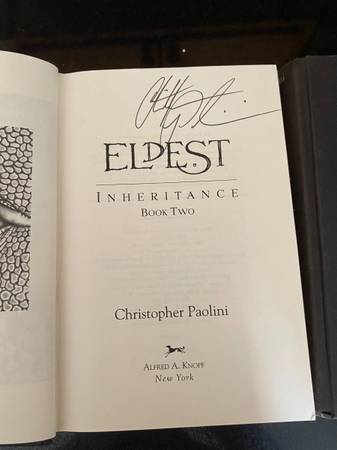 ELDEST
INHERITANCE
BOOK TWO
Christopher Paolini
ALFRED A. KNOPF
New York